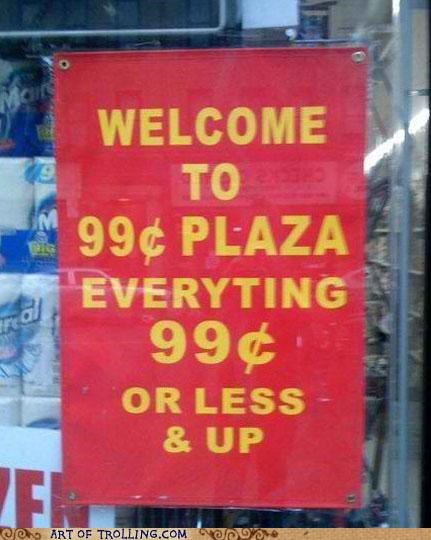 WELCOME
TO
99¢ PLAZA
EVERYTING
99¢
OR LESS
& UP
ART OF TROLLING.COM